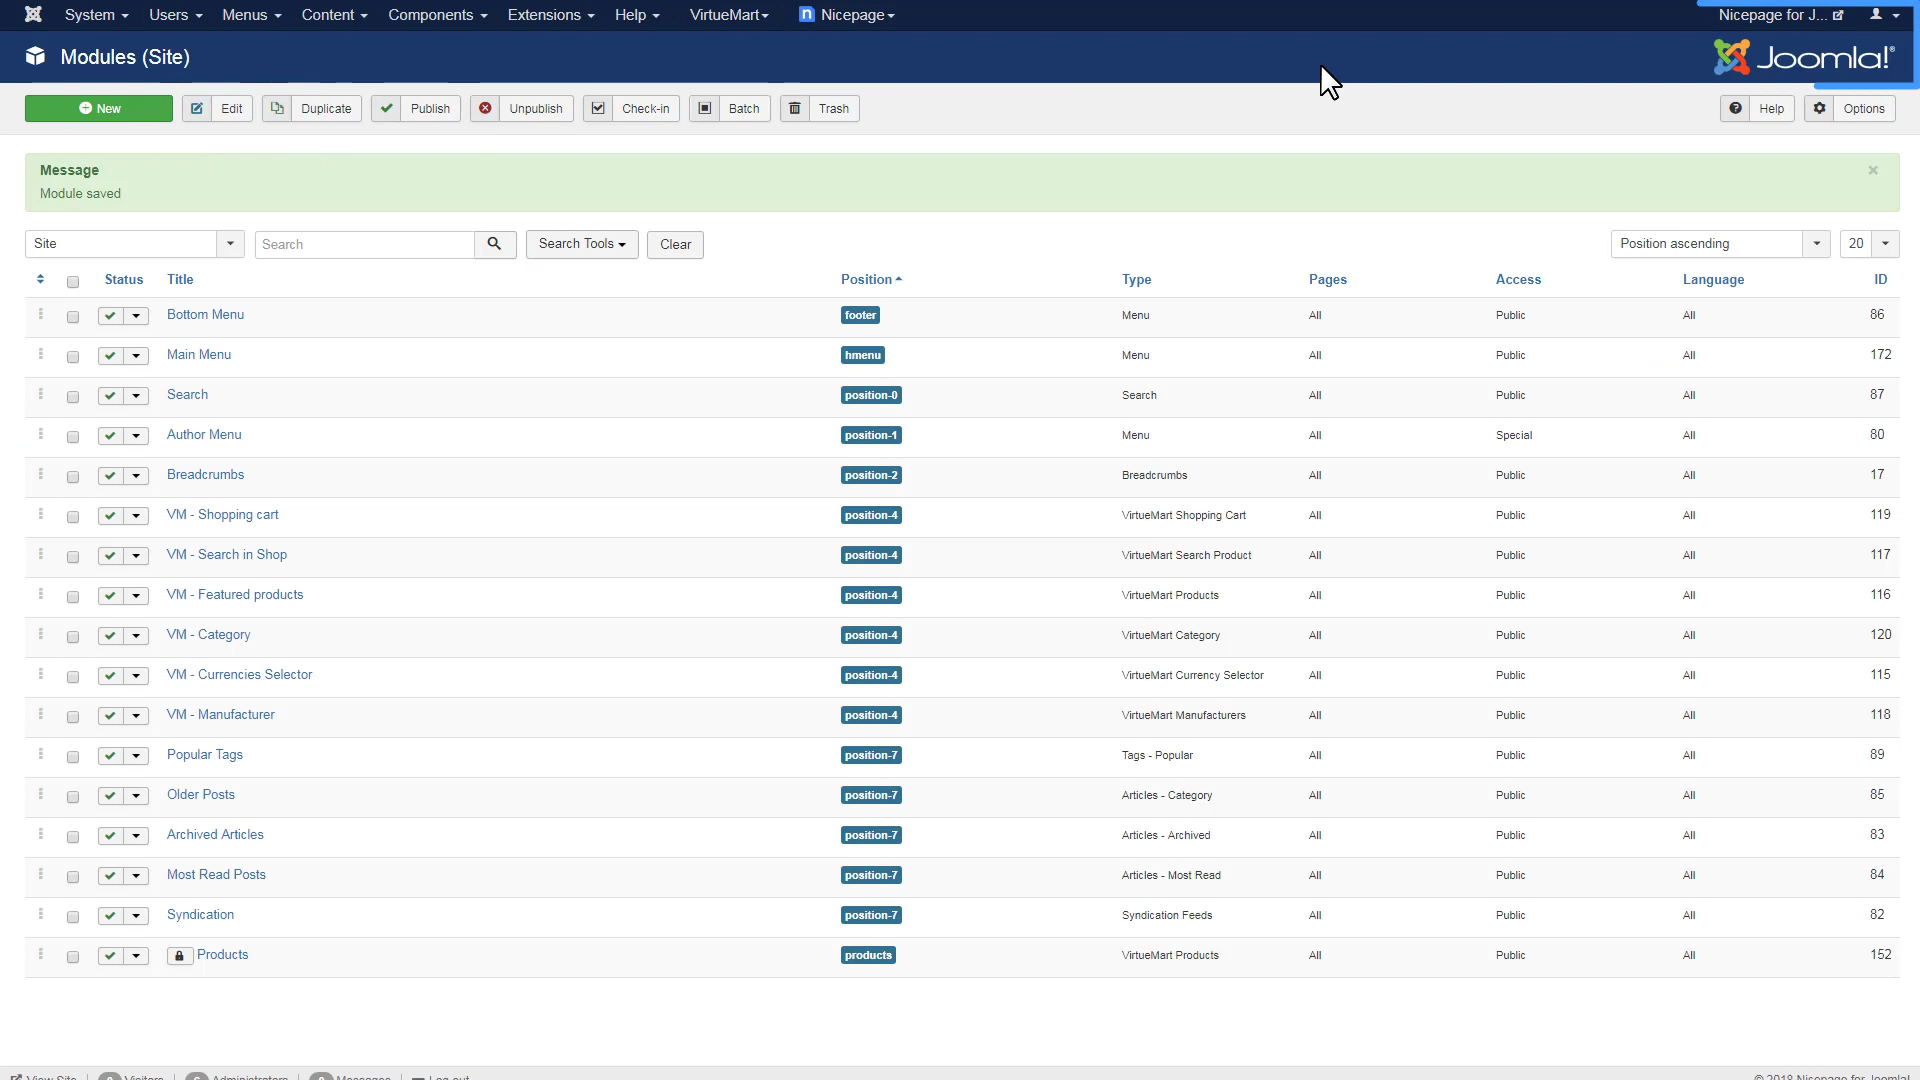 System Users Menus Content Components Extensions Help VirtueMart Nicepage Nicepage for J...
Modules (Site) Joomla!®
New Edit Duplicate Publish Unpublish Check-in Batch Trash Help Options
Message
Module saved
Site Search Search Tools Clear Position ascending 20
Status Title Position Type Pages Access Language ID
Bottom Menu footer Menu All Public All 86
Main Menu hmenu Menu All Public All 172
Search position-0 Search All Public All 87
Author Menu position-1 Menu All Special All 80
Breadcrumbs position-2 Breadcrumbs All Public All 17
VM - Shopping cart position-4 VirtueMart Shopping Cart All Public All 119
VM - Search in Shop position-4 VirtueMart Search Product All Public All 117
VM - Featured products position-4 VirtueMart Products All Public All 116
VM - Category position-4 VirtueMart Category All Public All 120
VM - Currencies Selector position-4 VirtueMart Currency Selector All Public All 115
VM - Manufacturer position-4 VirtueMart Manufacturers All Public All 118
Popular Tags position-7 Tags - Popular All Public All 89
Older Posts position-7 Articles - Category All Public All 85
Archived Articles position-7 Articles - Archived All Public All 83
Most Read Posts position-7 Articles - Most Read All Public All 84
Syndication position-7 Syndication Feeds All Public All 82
Products products VirtueMart Products All Public All 152
View Site Visitors Administrators Messages Log out © 2018 Nicepage for Joomla!